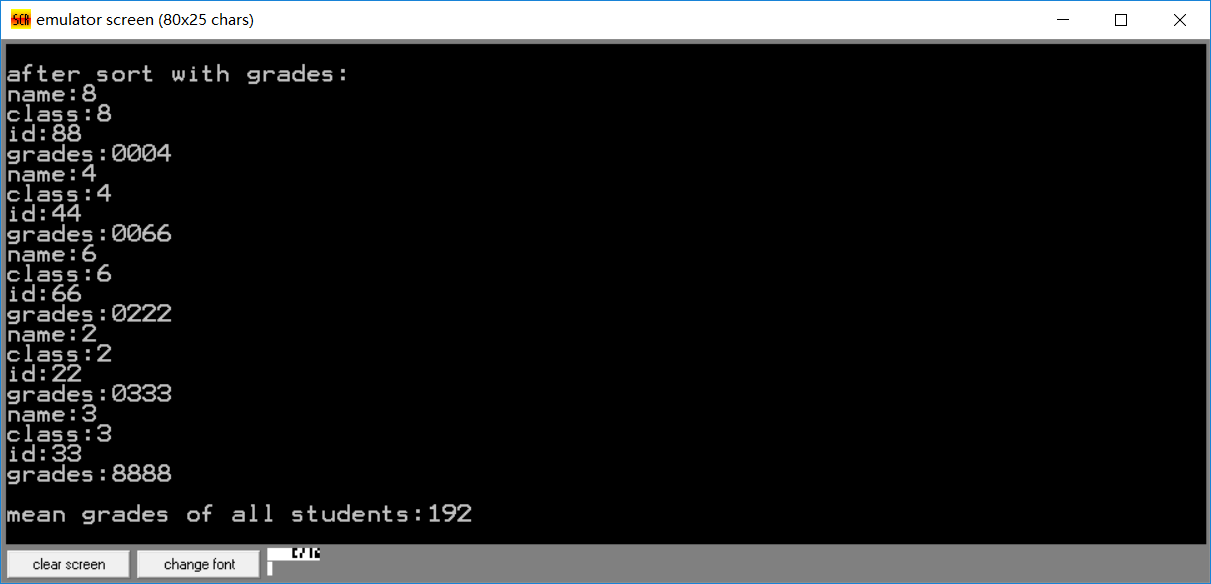 SCR emulator screen (80x25 chars)
after sort with grades:
name:8
class:8
id:88
grades:0004
name:4
class:4
id:44
grades:0066
name:6
class:6
id:66
grades:0222
name:2
class:2
id:22
grades:0333
name:3
class:3
id:33
grades:8888
mean grades of all students:192
clear screen change font